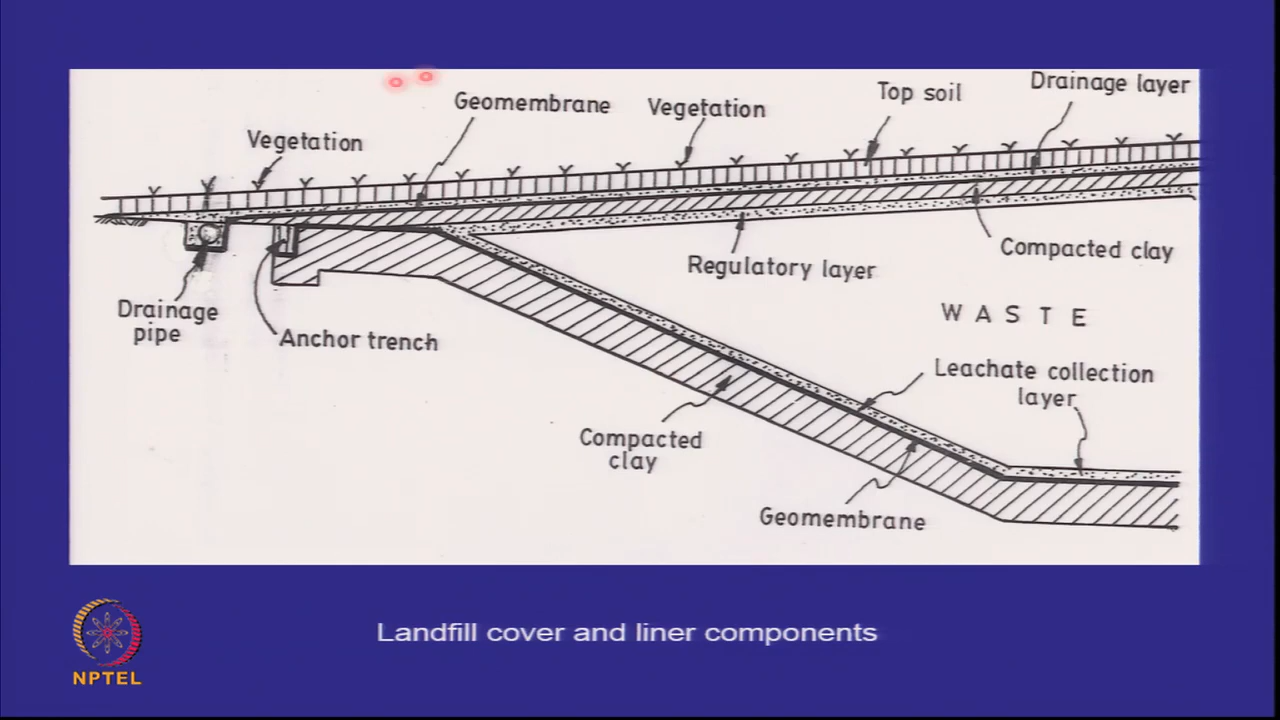 Drainage layer
Top soil
Geomembrane
Vegetation
Vegetation
Compacted clay
Regulatory layer
Drainage
pipe
Anchor trench
WASTE
Leachate collection
layer
Compacted
clay
Geomembrane
Landfill cover and liner components
NPTEL